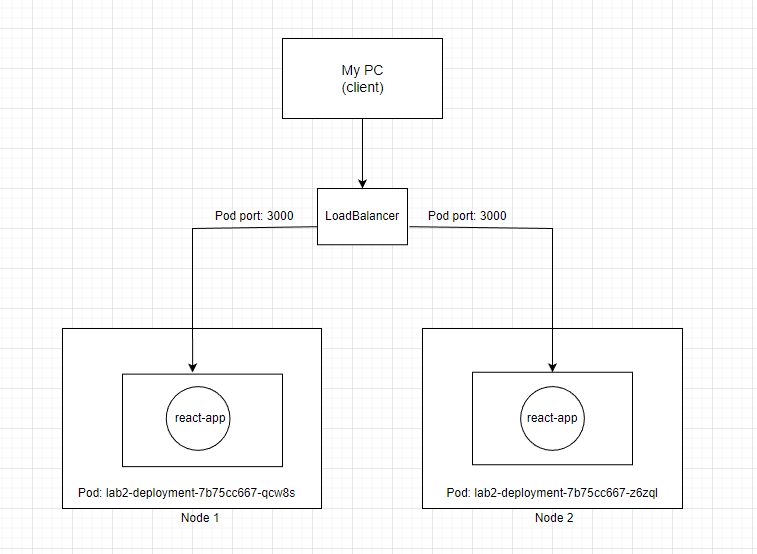 My PC
(client)
LoadBalancer
Pod port: 3000
Pod port: 3000
react-app
react-app
Pod: lab2-deployment-7b75cc667-qcw8s
Pod: lab2-deployment-7b75cc667-z6zql
Node 1
Node 2